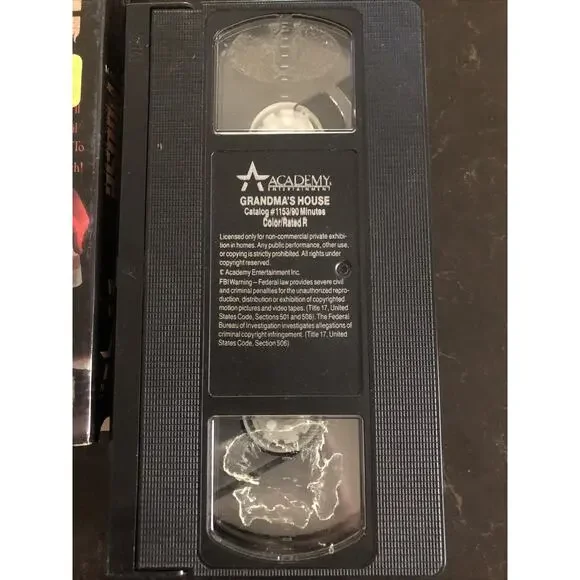 To
h!
ACADEMY
ENTERTAINMENT
GRANDMA'S HOUSE
Catalog #1153/90 Minutes
Color/Rated R
Licensed only for non-commercial private exhibi-
tion in homes. Any public performance, other use,
or copying is strictly prohibited. All rights under
copyright reserved.
© Academy Entertainment Inc.
FBI Warning – Federal law provides severe civil
and criminal penalties for the unauthorized repro-
duction, distribution or exhibition of copyrighted
motion pictures and video tapes. (Title 17, United
States Code, Sections 501 and 506). The Federal
Bureau of Investigation investigates allegations of
criminal copyright infringement. (Title 17, United
States Code, Section 506)